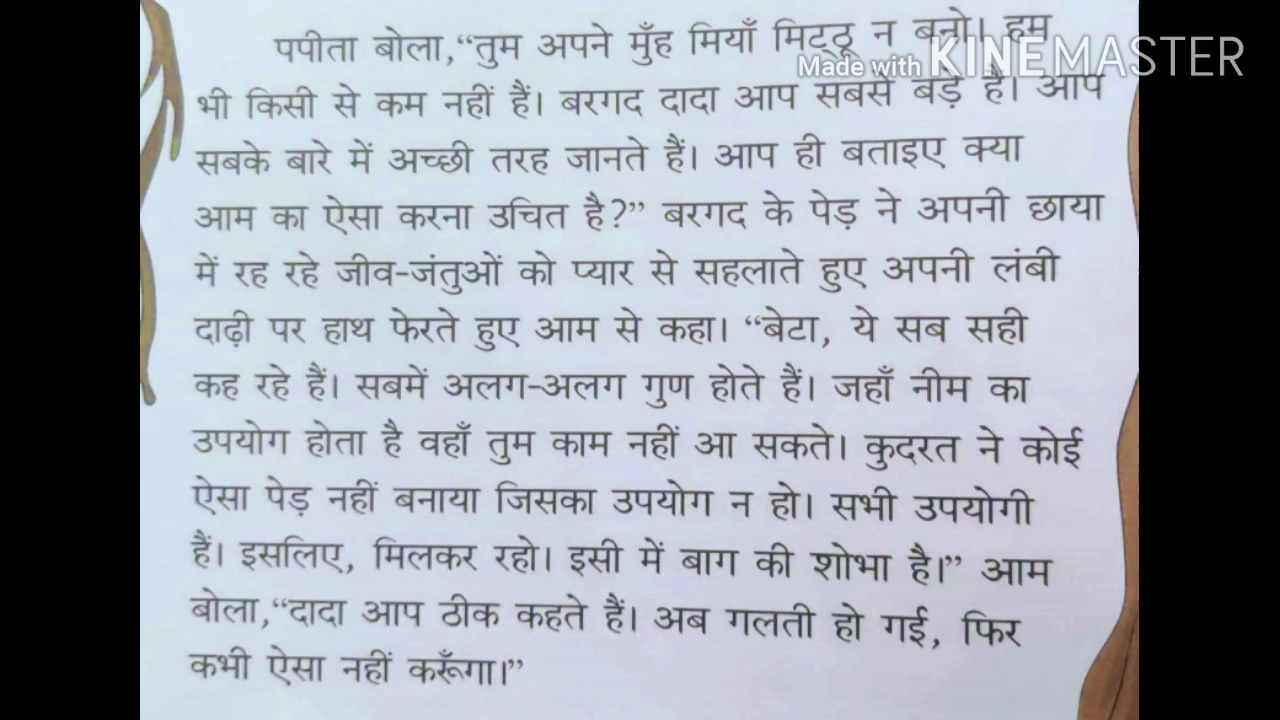 पपीता बोला,“तुम अपने मुँह मियाँ मिट्ठू न बनो। हम
Made with KINEMASTER
भी किसी से कम नहीं हैं। बरगद दादा आप सबसे बड़े हैं। आप
सबके बारे में अच्छी तरह जानते हैं। आप ही बताइए क्या
आम का ऐसा करना उचित है?” बरगद के पेड़ ने अपनी छाया
में रह रहे जीव-जंतुओं को प्यार से सहलाते हुए अपनी लंबी
दाढ़ी पर हाथ फेरते हुए आम से कहा। “बेटा, ये सब सही
कह रहे हैं। सबमें अलग-अलग गुण होते हैं। जहाँ नीम का
उपयोग होता है वहाँ तुम काम नहीं आ सकते। कुदरत ने कोई
ऐसा पेड़ नहीं बनाया जिसका उपयोग न हो। सभी उपयोगी
हैं। इसलिए, मिलकर रहो। इसी में बाग की शोभा है।” आम
बोला,“दादा आप ठीक कहते हैं। अब गलती हो गई, फिर
कभी ऐसा नहीं करूँगा।”